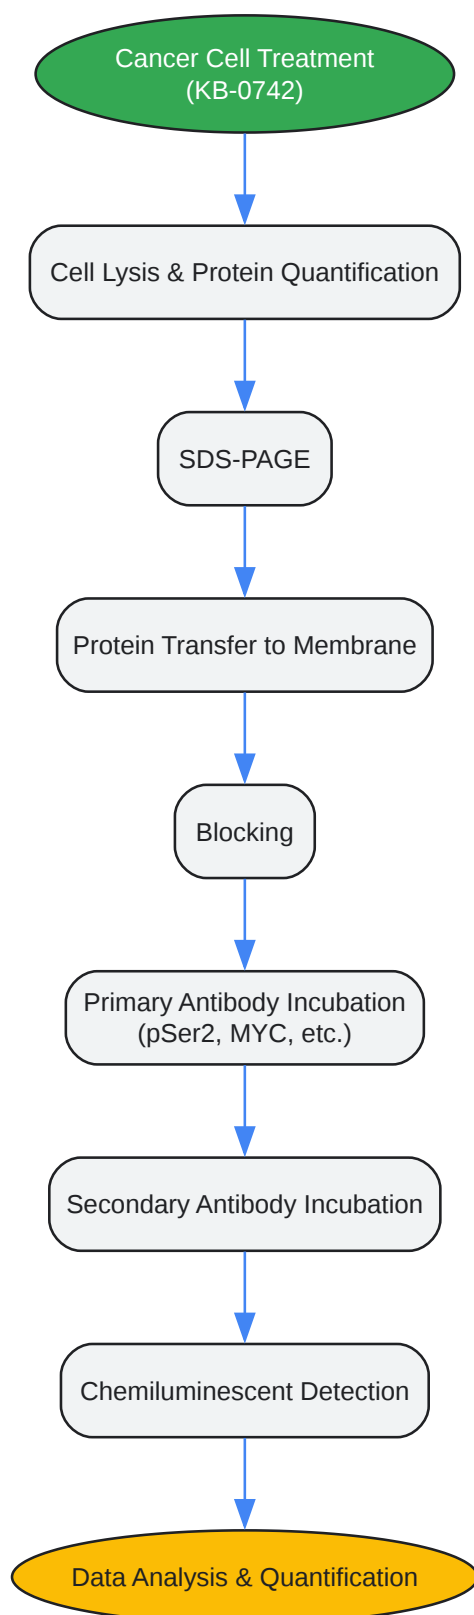 Cancer Cell Treatment
(KB-0742)
Cell Lysis & Protein Quantification
SDS-PAGE
Protein Transfer to Membrane
Blocking
Primary Antibody Incubation
(pSer2, MYC, etc.)
Secondary Antibody Incubation
Chemiluminescent Detection
Data Analysis & Quantification